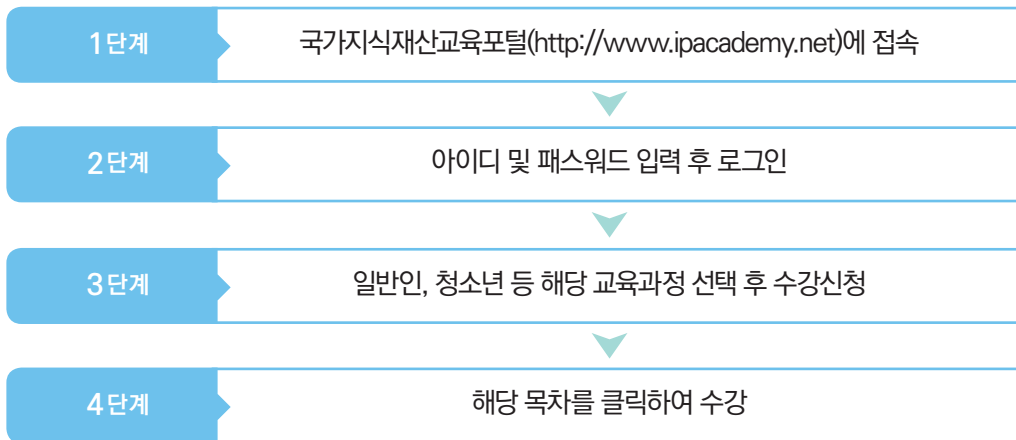 1단계
국가지식재산교육포털(http://www.ipacademy.net)에 접속
2단계
아이디 및 패스워드 입력 후 로그인
3단계
일반인, 청소년 등 해당 교육과정 선택 후 수강신청
4단계
해당 목차를 클릭하여 수강